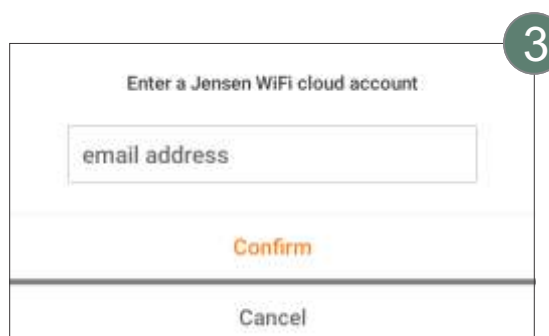 3
Enter a Jensen WiFi cloud account
email address
Confirm
Cancel